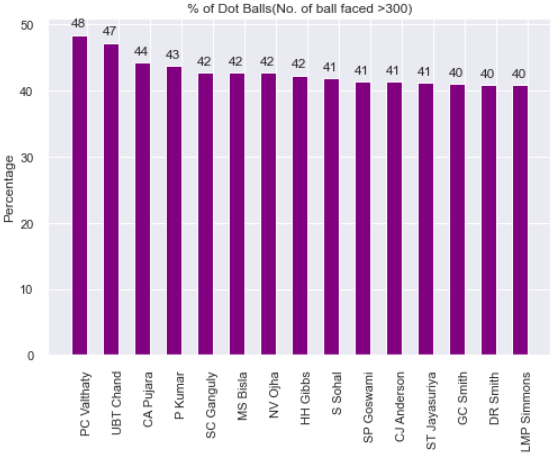 % of Dot Balls(No. of ball faced >300)
Percentage
50
40
30
20
10
0
48
47
44
43
42
42
42
42
41
41
41
41
40
40
40
PC Valthaty
UBT Chand
CA Pujara
P Kumar
SC Ganguly
MS Bisla
NV Ojha
HH Gibbs
S Sohal
SP Goswami
CJ Anderson
ST Jayasuriya
GC Smith
DR Smith
LMP Simmons